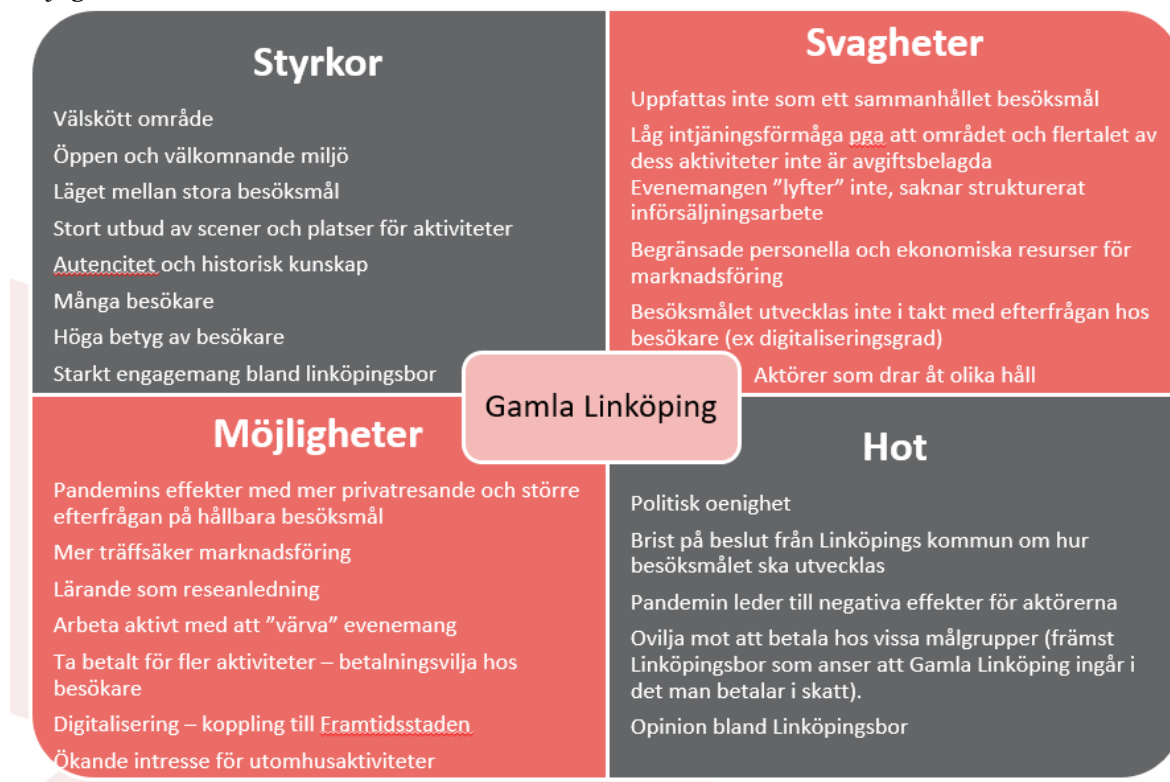 Styrkor
Välskött område
Öppen och välkomnande miljö
Läget mellan stora besöksmål
Stort utbud av scener och platser för aktiviteter
Autencitet och historisk kunskap
Många besökare
Höga betyg av besökare
Starkt engagemang bland linköpingsbor
Svagheter
Uppfattas inte som ett sammanhållet besöksmål
Låg intjäningsförmåga pga att området och flertalet av
dess aktiviteter inte är avgiftsbelagda
Evenemangen ”lyfter” inte, saknar strukturerat
införsäljningsarbete
Begränsade personella och ekonomiska resurser för
marknadsföring
Besöksmålet utvecklas inte i takt med efterfrågan hos
besökare (ex digitaliseringsgrad)
Aktörer som drar åt olika håll
Gamla Linköping
Möjligheter
Pandemins effekter med mer privatresande och större
efterfrågan på hållbara besöksmål
Mer träffsäker marknadsföring
Lärande som reseanledning
Arbeta aktivt med att ”värva” evenemang
Ta betalt för fler aktiviteter – betalningsvilja hos
besökare
Digitalisering – koppling till Framtidsstaden
Ökande intresse för utomhusaktiviteter
Hot
Politisk oenighet
Brist på beslut från Linköpings kommun om hur
besöksmålet ska utvecklas
Pandemin leder till negativa effekter för aktörerna
Ovilja mot att betala hos vissa målgrupper (främst
Linköpingsbor som anser att Gamla Linköping ingår i
det man betalar i skatt).
Opinion bland Linköpingsbor